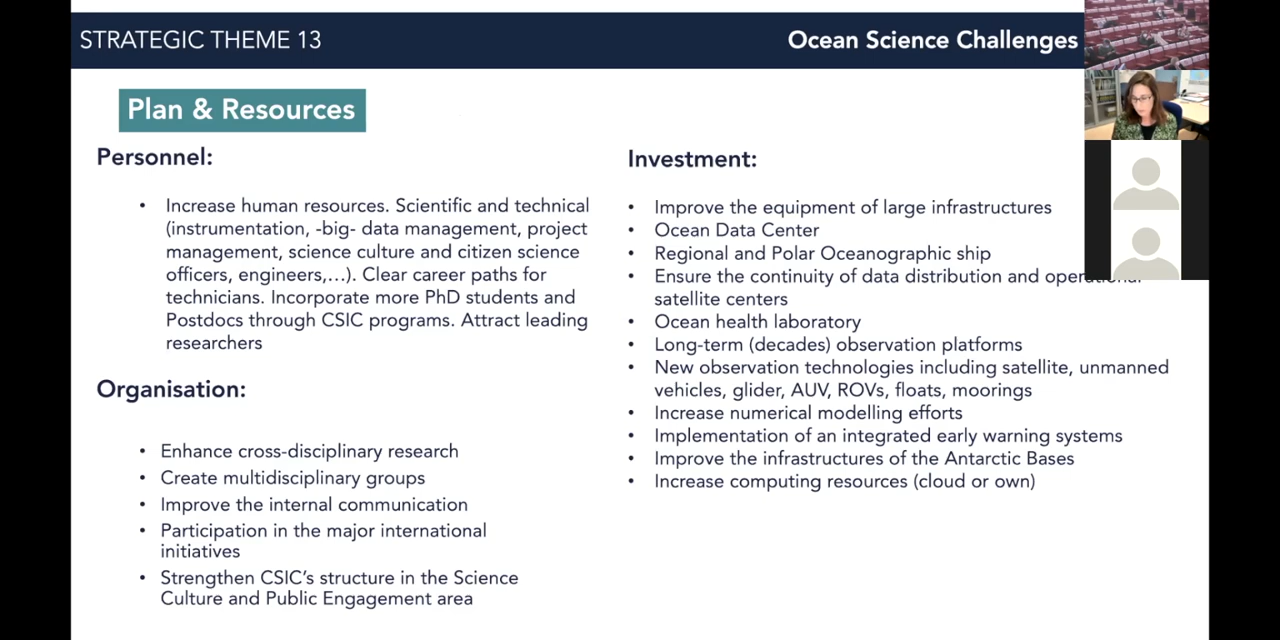 STRATEGIC THEME 13
Ocean Science Challenges
Plan & Resources
Personnel:
• Increase human resources. Scientific and technical
(instrumentation, -big- data management, project
management, science culture and citizen science
officers, engineers,...). Clear career paths for
technicians. Incorporate more PhD students and
Postdocs through CSIC programs. Attract leading
researchers
Organisation:
• Enhance cross-disciplinary research
• Create multidisciplinary groups
• Improve the internal communication
• Participation in the major international
initiatives
• Strengthen CSIC's structure in the Science
Culture and Public Engagement area
Investment:
• Improve the equipment of large infrastructures
• Ocean Data Center
• Regional and Polar Oceanographic ship
• Ensure the continuity of data distribution and
satellite centers
• Ocean health laboratory
• Long-term (decades) observation platforms
• New observation technologies including satellite, unmanned
vehicles, glider, AUV, ROVs, floats, moorings
• Increase numerical modelling efforts
• Implementation of an integrated early warning systems
• Improve the infrastructures of the Antarctic Bases
• Increase computing resources (cloud or own)